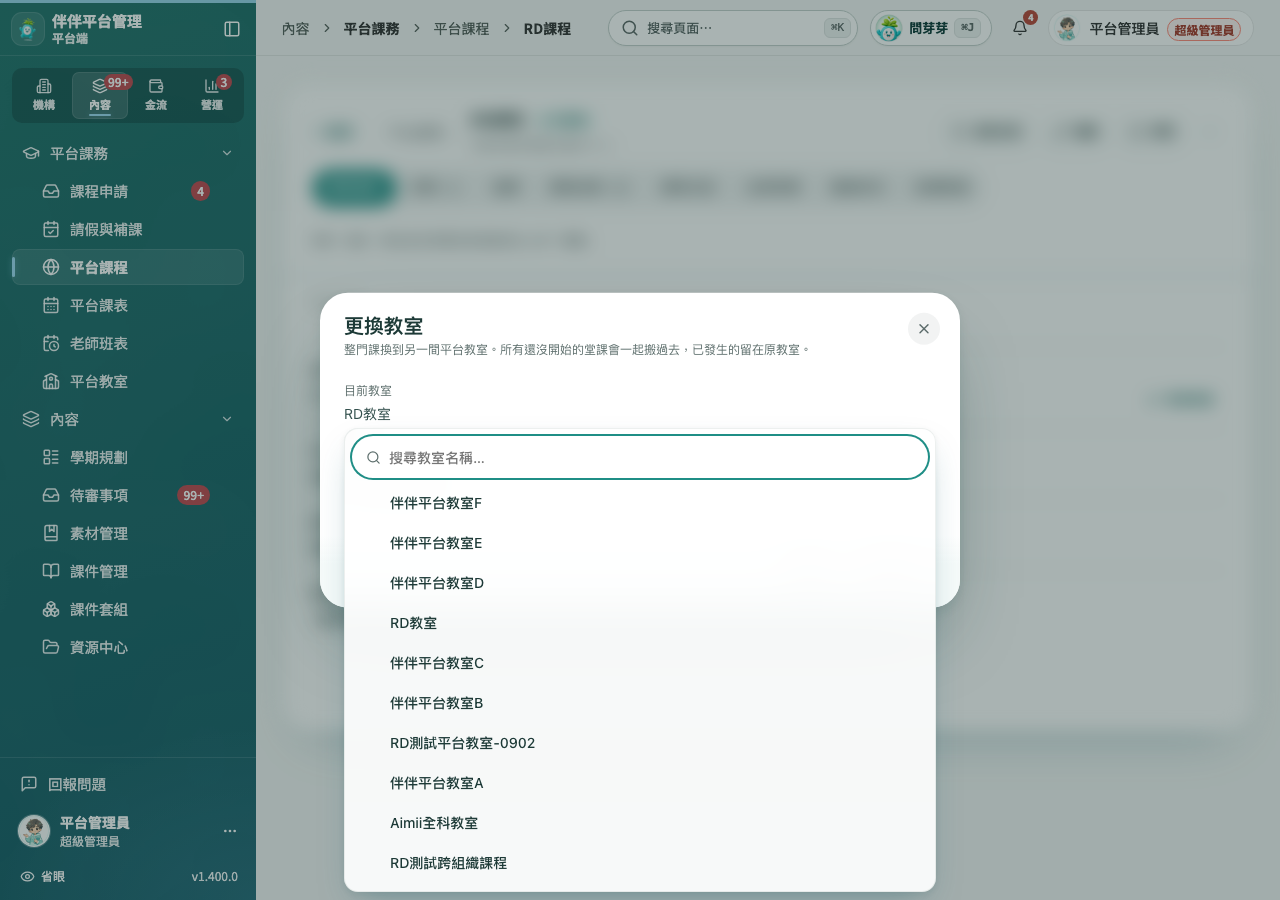 伴伴平台管理
平台端
機構
內容
99+
金流
營運
3
平台課務
課程申請
4
請假與補課
平台課程
平台課表
老師班表
平台教室
內容
學期規劃
待審事項
99+
素材管理
課件管理
課件套組
資源中心
回報問題
平台管理員
超級管理員
省眼
v1.400.0
內容 > 平台課務 > 平台課程 > RD課程
搜尋頁面…
⌘K
問芽芽
⌘J
4
平台管理員
超級管理員
更換教室
整門課換到另一間平台教室。所有還沒開始的堂課會一起搬過去，已發生的留在原教室。
目前教室
RD教室
搜尋教室名稱...
伴伴平台教室F
伴伴平台教室E
伴伴平台教室D
RD教室
伴伴平台教室C
伴伴平台教室B
RD測試平台教室-0902
伴伴平台教室A
Aimii全科教室
RD測試跨組織課程